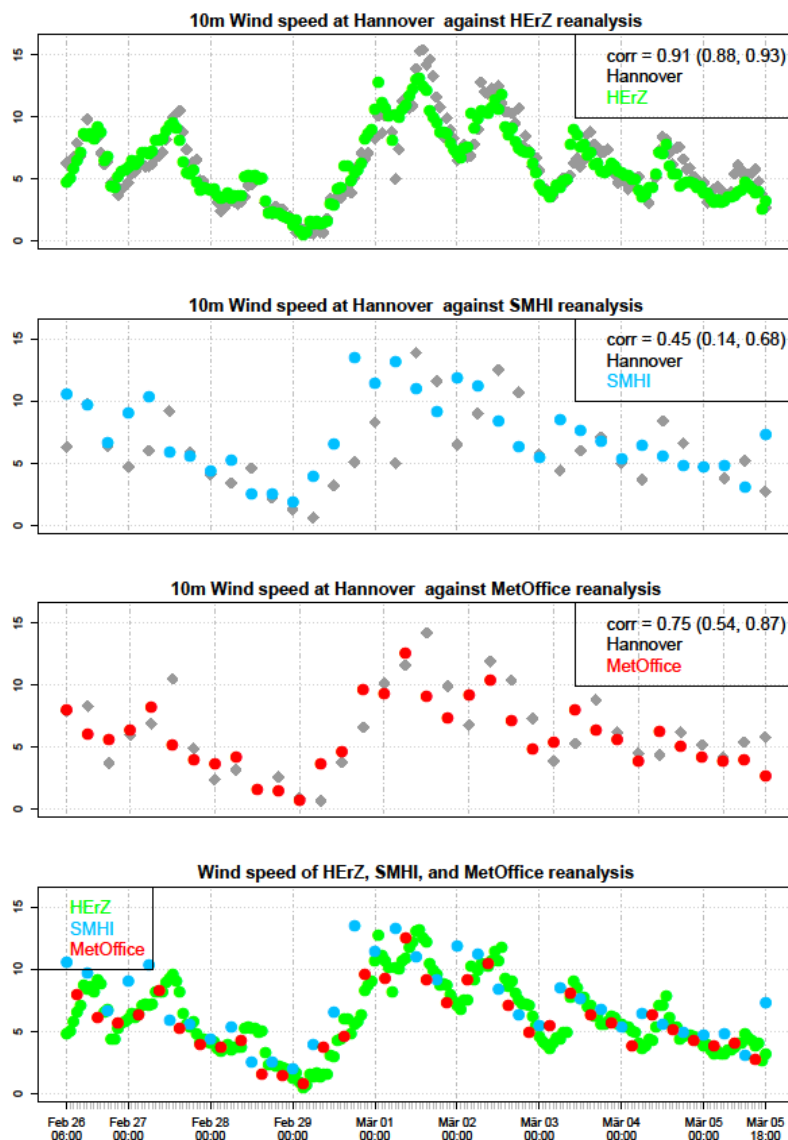 10m Wind speed at Hannover against HErZ reanalysis
corr = 0.91 (0.88, 0.93)
Hannover
HErZ
15
10
5
0
10m Wind speed at Hannover against SMHI reanalysis
corr = 0.45 (0.14, 0.68)
Hannover
SMHI
15
10
5
0
10m Wind speed at Hannover against MetOffice reanalysis
corr = 0.75 (0.54, 0.87)
Hannover
MetOffice
15
10
5
0
Wind speed of HErZ, SMHI, and MetOffice reanalysis
HErZ
SMHI
MetOffice
15
10
5
0
Feb 26 Feb 27 Feb 28 Feb 29 Mär 01 Mär 02 Mär 03 Mär 04 Mär 05 Mär 05
06:00 00:00 00:00 00:00 00:00 00:00 00:00 00:00 00:00 18:00